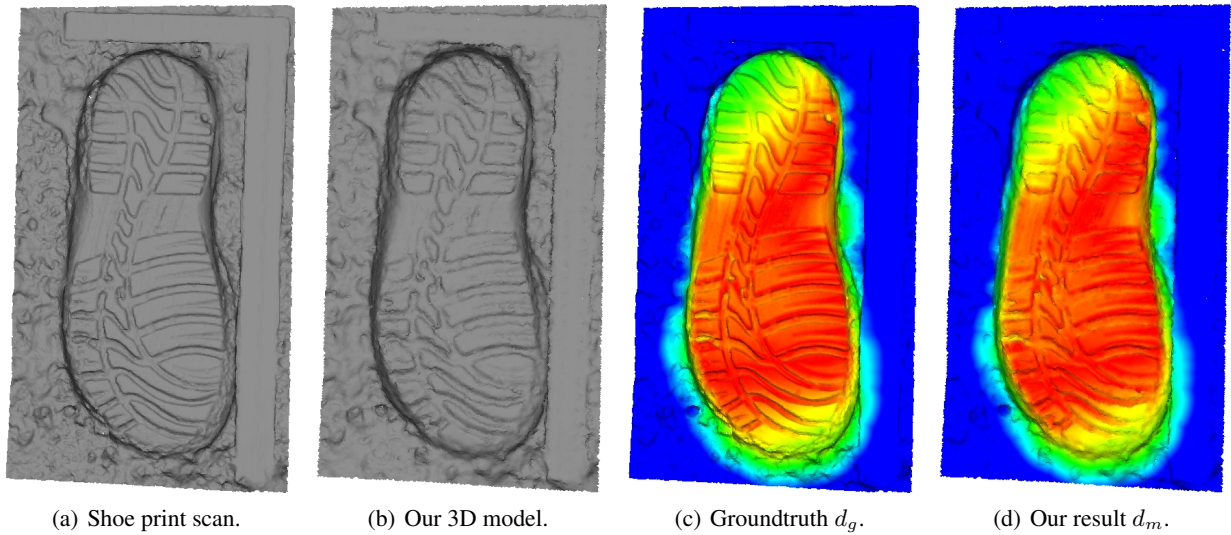 (a) Shoe print scan.
(b) Our 3D model.
(c) Groundtruth d_g.
(d) Our result d_m.